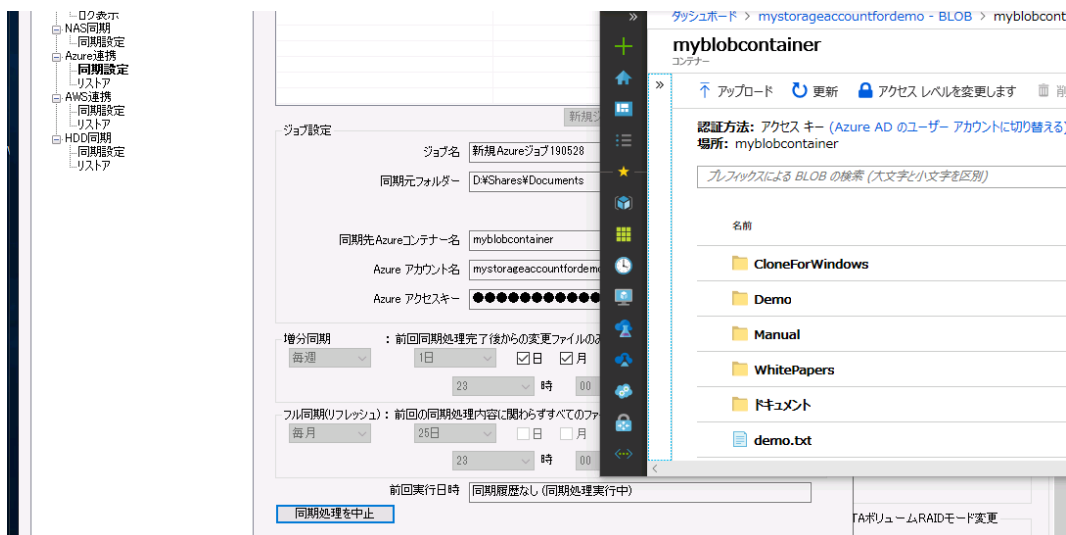 ログ表示
NAS同期
同期設定
Azure連携
同期設定
リストア
AWS連携
同期設定
リストア
HDD同期
同期設定
リストア
新規
ジョブ設定
ジョブ名 新規Azureジョブ190528
同期元フォルダー D:¥Shares¥Documents
同期先Azureコンテナー名 myblobcontainer
Azure アカウント名 mystorageaccountfordemo
Azure アクセスキー ●●●●●●●●●●●
増分同期 : 前回同期処理完了後からの変更ファイルのみ
毎週 1日 日 月
23 時 00
フル同期(リフレッシュ) : 前回の同期処理内容に関わらずすべてのファ
毎月 25日 日 月
23 時 00
前回実行日時 同期履歴なし (同期処理実行中)
同期処理を中止
ダッシュボード > mystorageaccountfordemo - BLOB > myblobcont
myblobcontainer
コンテナー
アップロード 更新 アクセス レベルを変更します 削
認証方法: アクセス キー (Azure AD のユーザー アカウントに切り替える)
場所: myblobcontainer
プレフィックスによる BLOB の検索 (大文字と小文字を区別)
名前
CloneForWindows
Demo
Manual
WhitePapers
ドキュメント
demo.txt
TAボリュームRAIDモード変更